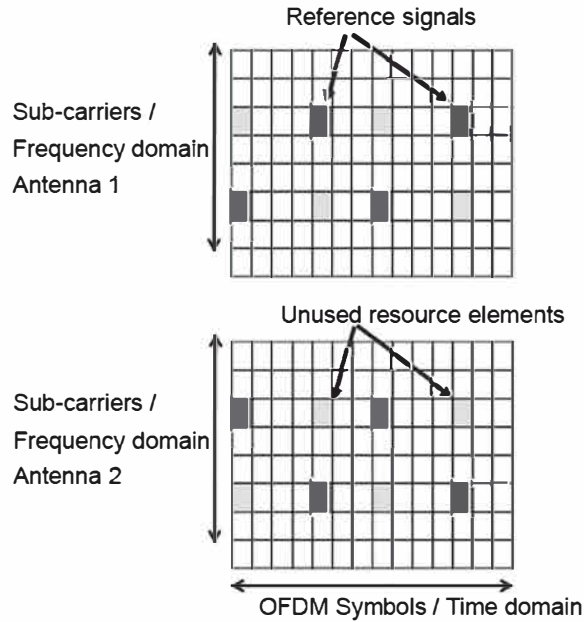 Reference signals
Sub-carriers /
Frequency domain
Antenna 1
Unused resource elements
Sub-carriers /
Frequency domain
Antenna 2
OFDM Symbols / Time domain